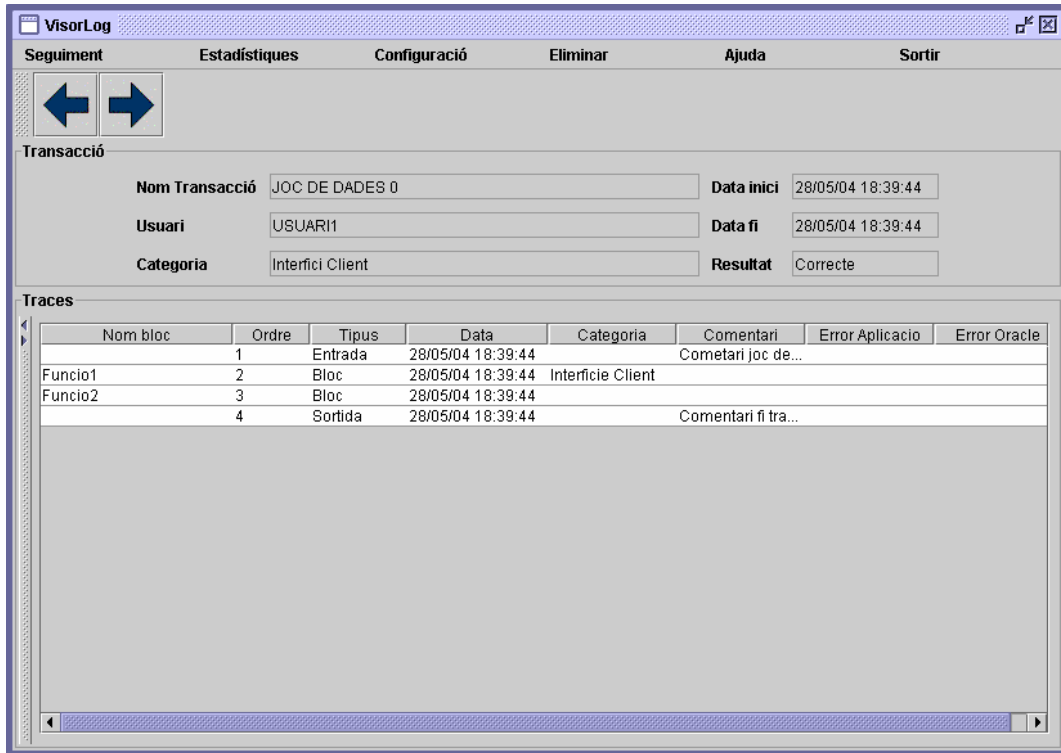 VisorLog
Seguiment Estadístiques Configuració Eliminar Ajuda Sortir
Transacció
Nom Transacció JOC DE DADES 0 Data inici 28/05/04 18:39:44
Usuari USUARI1 Data fi 28/05/04 18:39:44
Categoria Interfici Client Resultat Correcte
Traces
Nom bloc Ordre Tipus Data Categoria Comentari Error Aplicacio Error Oracle
1 Entrada 28/05/04 18:39:44 Cometari joc de...
Funcio1 2 Bloc 28/05/04 18:39:44 Interficie Client
Funcio2 3 Bloc 28/05/04 18:39:44
4 Sortida 28/05/04 18:39:44 Comentari fi tra...